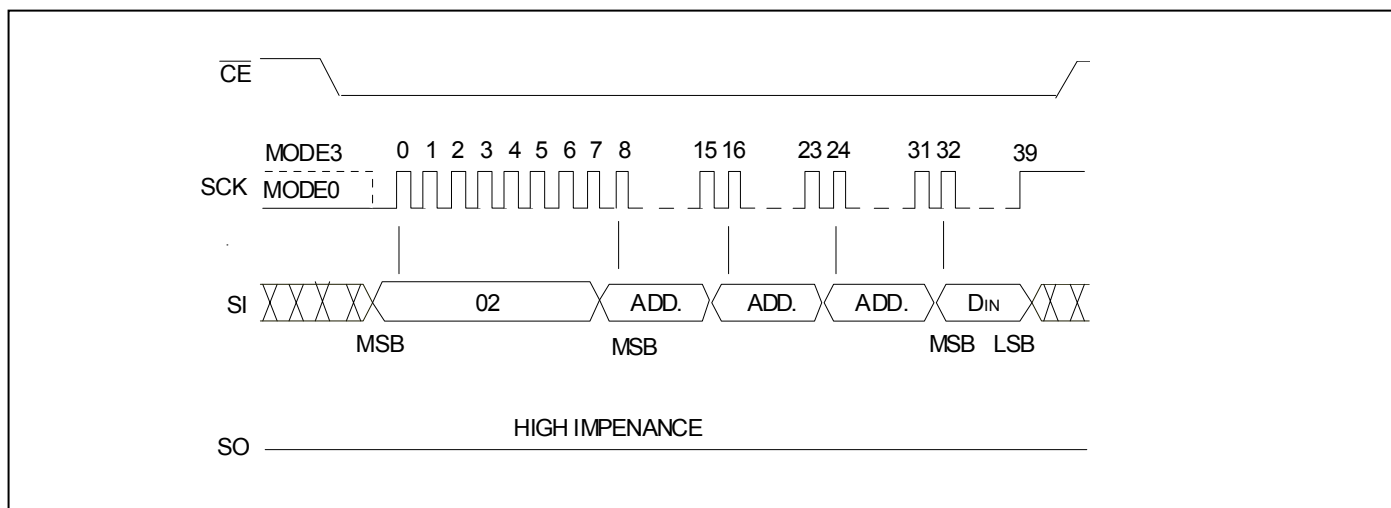 CE
MODE3 0 1 2 3 4 5 6 7 8 15 16 23 24 31 32 39
SCK MODE0
SI 02 ADD. ADD. ADD. DIN
MSB MSB MSB LSB
HIGH IMPENANCE
SO